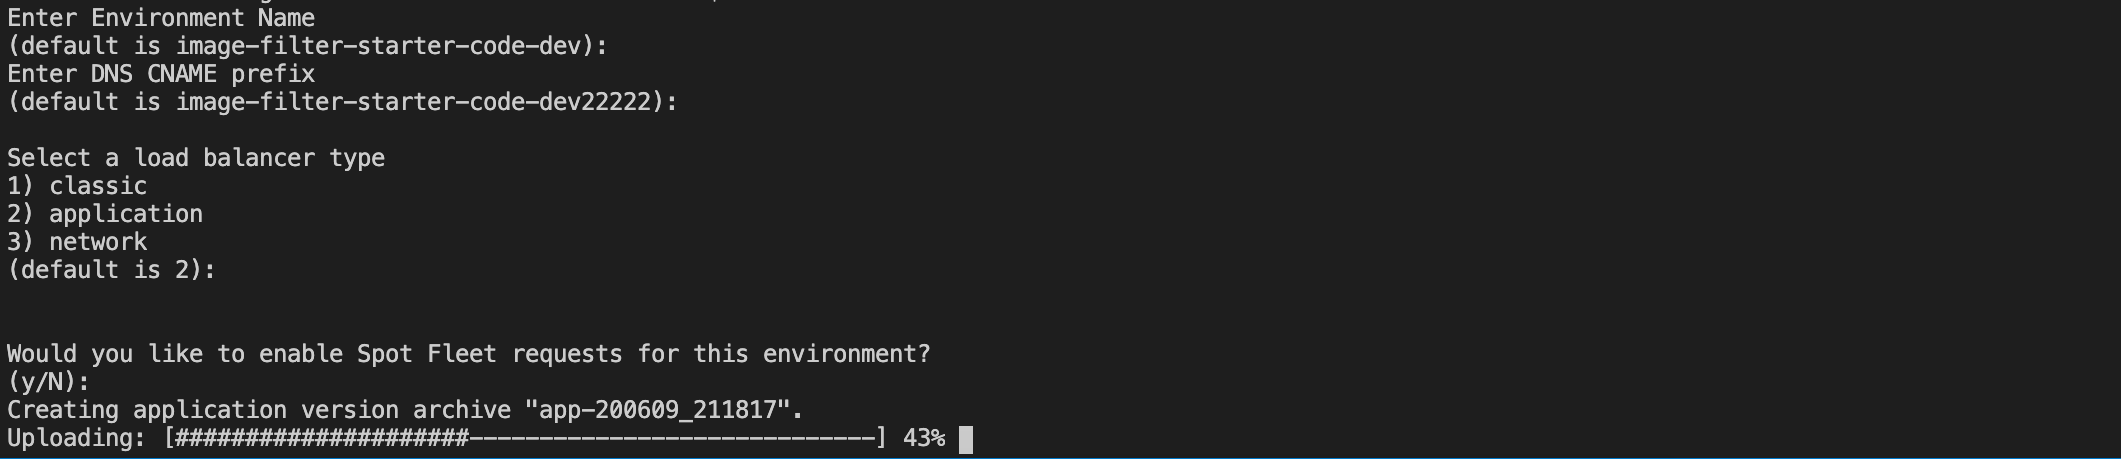 Enter Environment Name
(default is image-filter-starter-code-dev):
Enter DNS CNAME prefix
(default is image-filter-starter-code-dev22222):
Select a load balancer type
1) classic
2) application
3) network
(default is 2):
Would you like to enable Spot Fleet requests for this environment?
(y/N):
Creating application version archive "app-200609_211817".
Uploading: [#####################-----------------------------] 43%